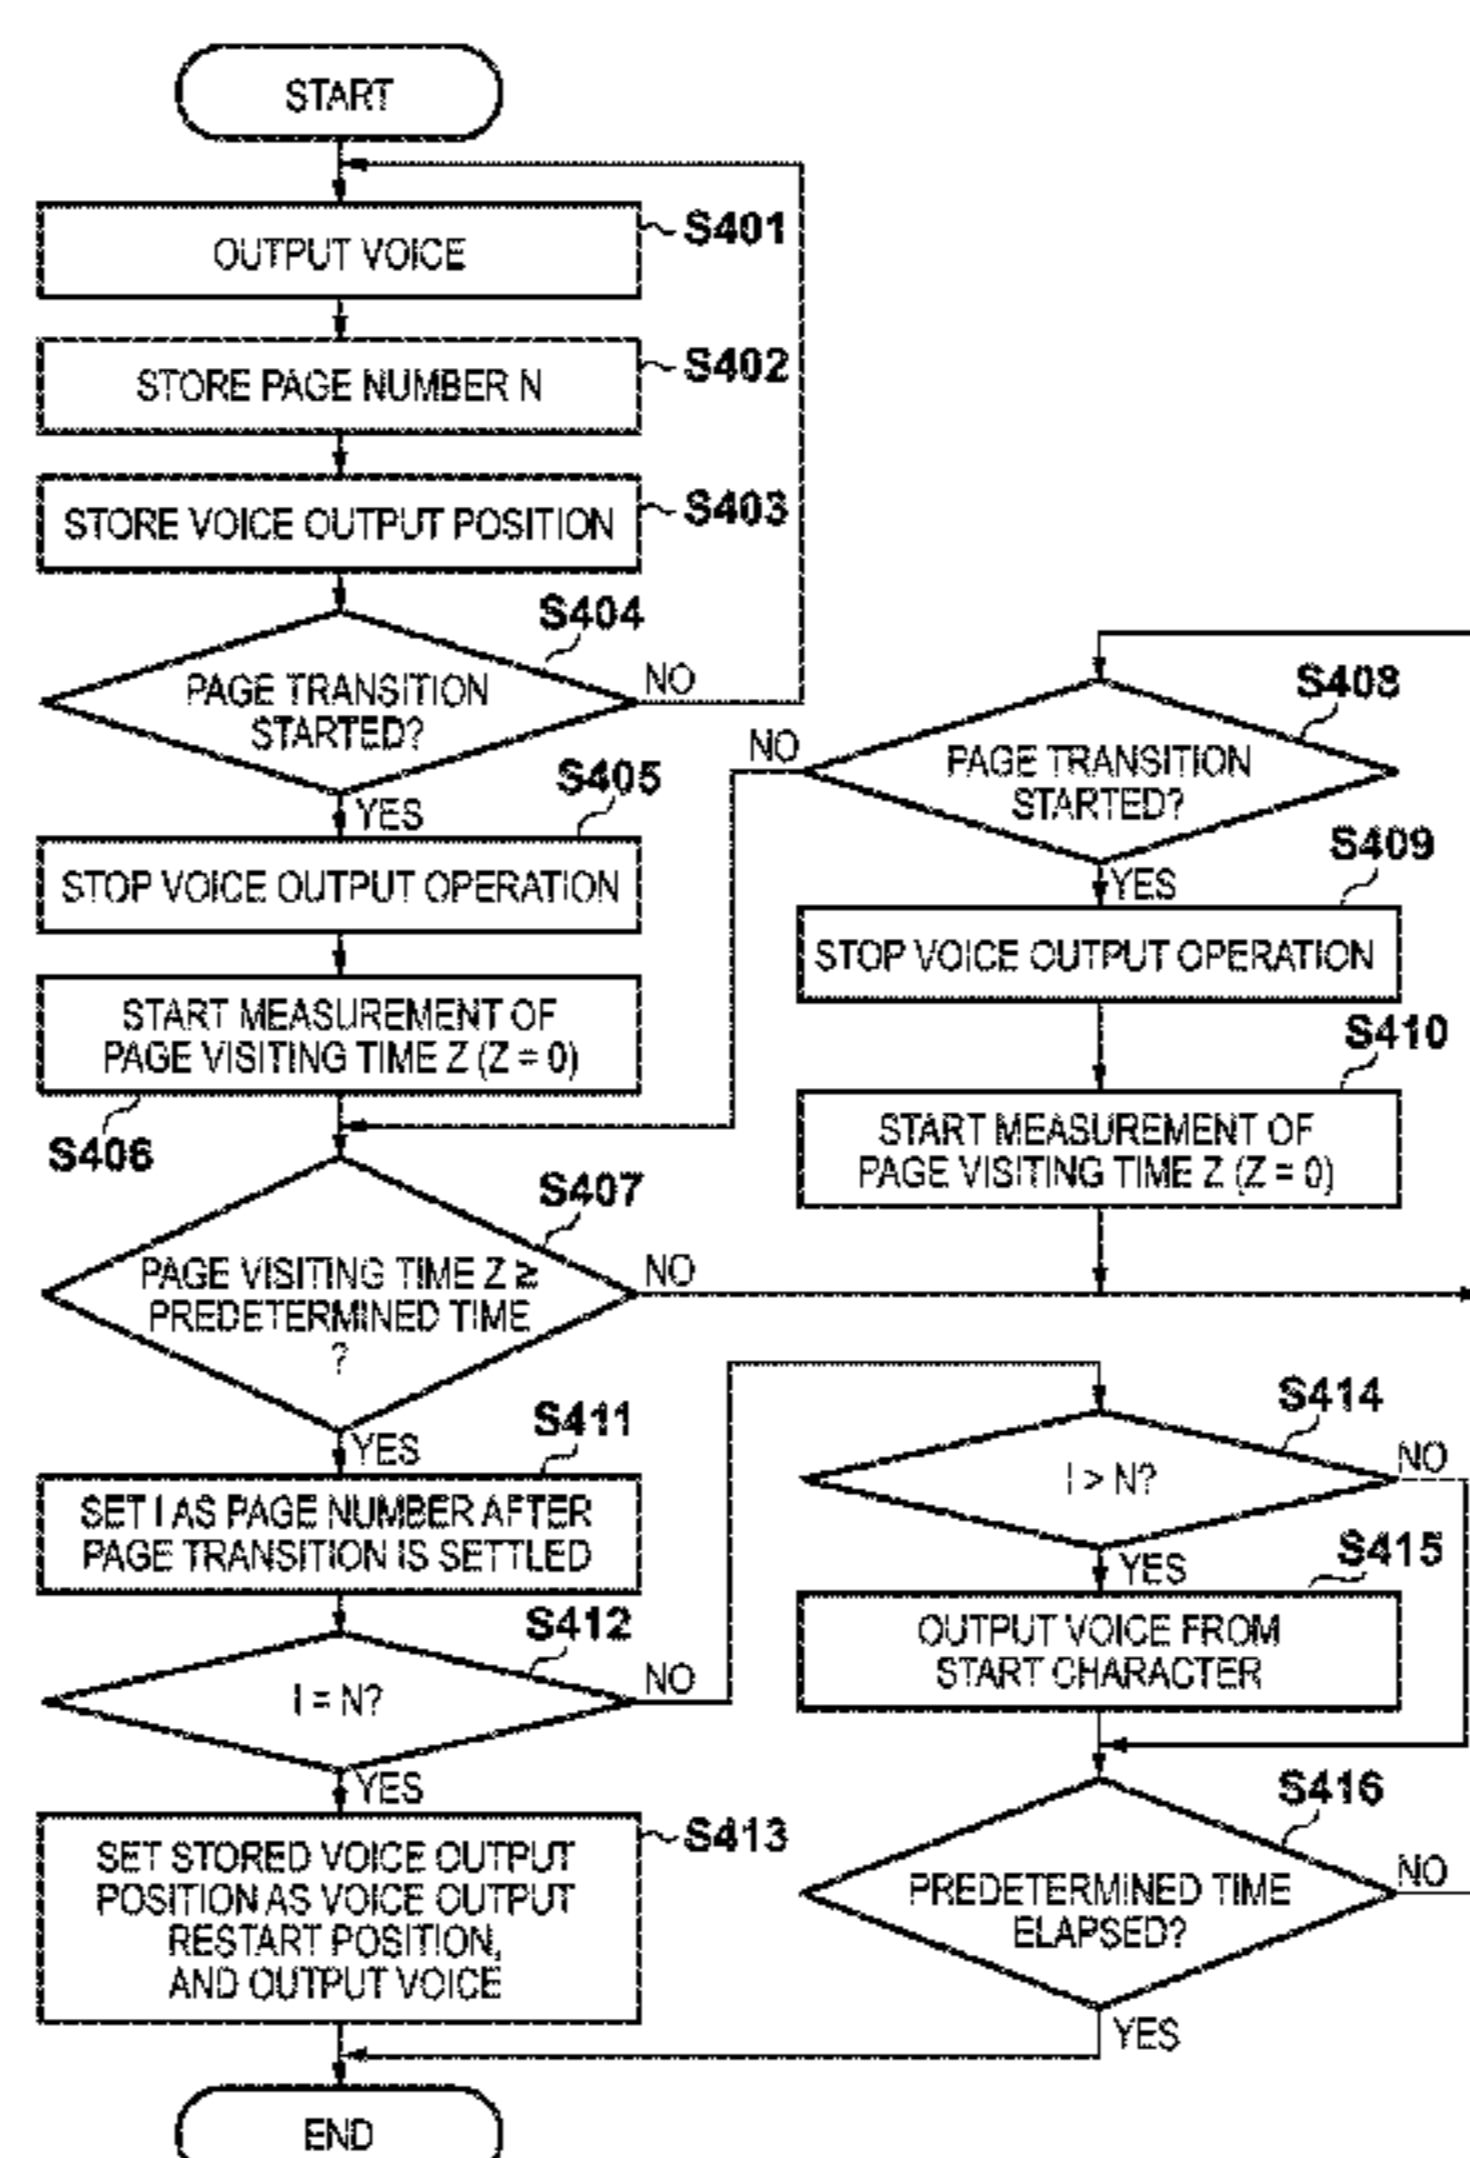 START
OUTPUT VOICE
S401
STORE PAGE NUMBER N
S402
STORE VOICE OUTPUT POSITION
S403
S404
PAGE TRANSITION
STARTED?
NO
YES
S405
STOP VOICE OUTPUT OPERATION
START MEASUREMENT OF
PAGE VISITING TIME Z (Z = 0)
S406
S407
PAGE VISITING TIME Z ≥
PREDETERMINED TIME
?
NO
YES
S408
PAGE TRANSITION
STARTED?
NO
YES
S409
STOP VOICE OUTPUT OPERATION
S410
START MEASUREMENT OF
PAGE VISITING TIME Z (Z = 0)
S411
SET I AS PAGE NUMBER AFTER
PAGE TRANSITION IS SETTLED
S412
I = N?
NO
YES
SET STORED VOICE OUTPUT
POSITION AS VOICE OUTPUT
RESTART POSITION,
AND OUTPUT VOICE
S413
S414
I > N?
NO
YES
S415
OUTPUT VOICE FROM
START CHARACTER
S416
PREDETERMINED TIME
ELAPSED?
NO
YES
END